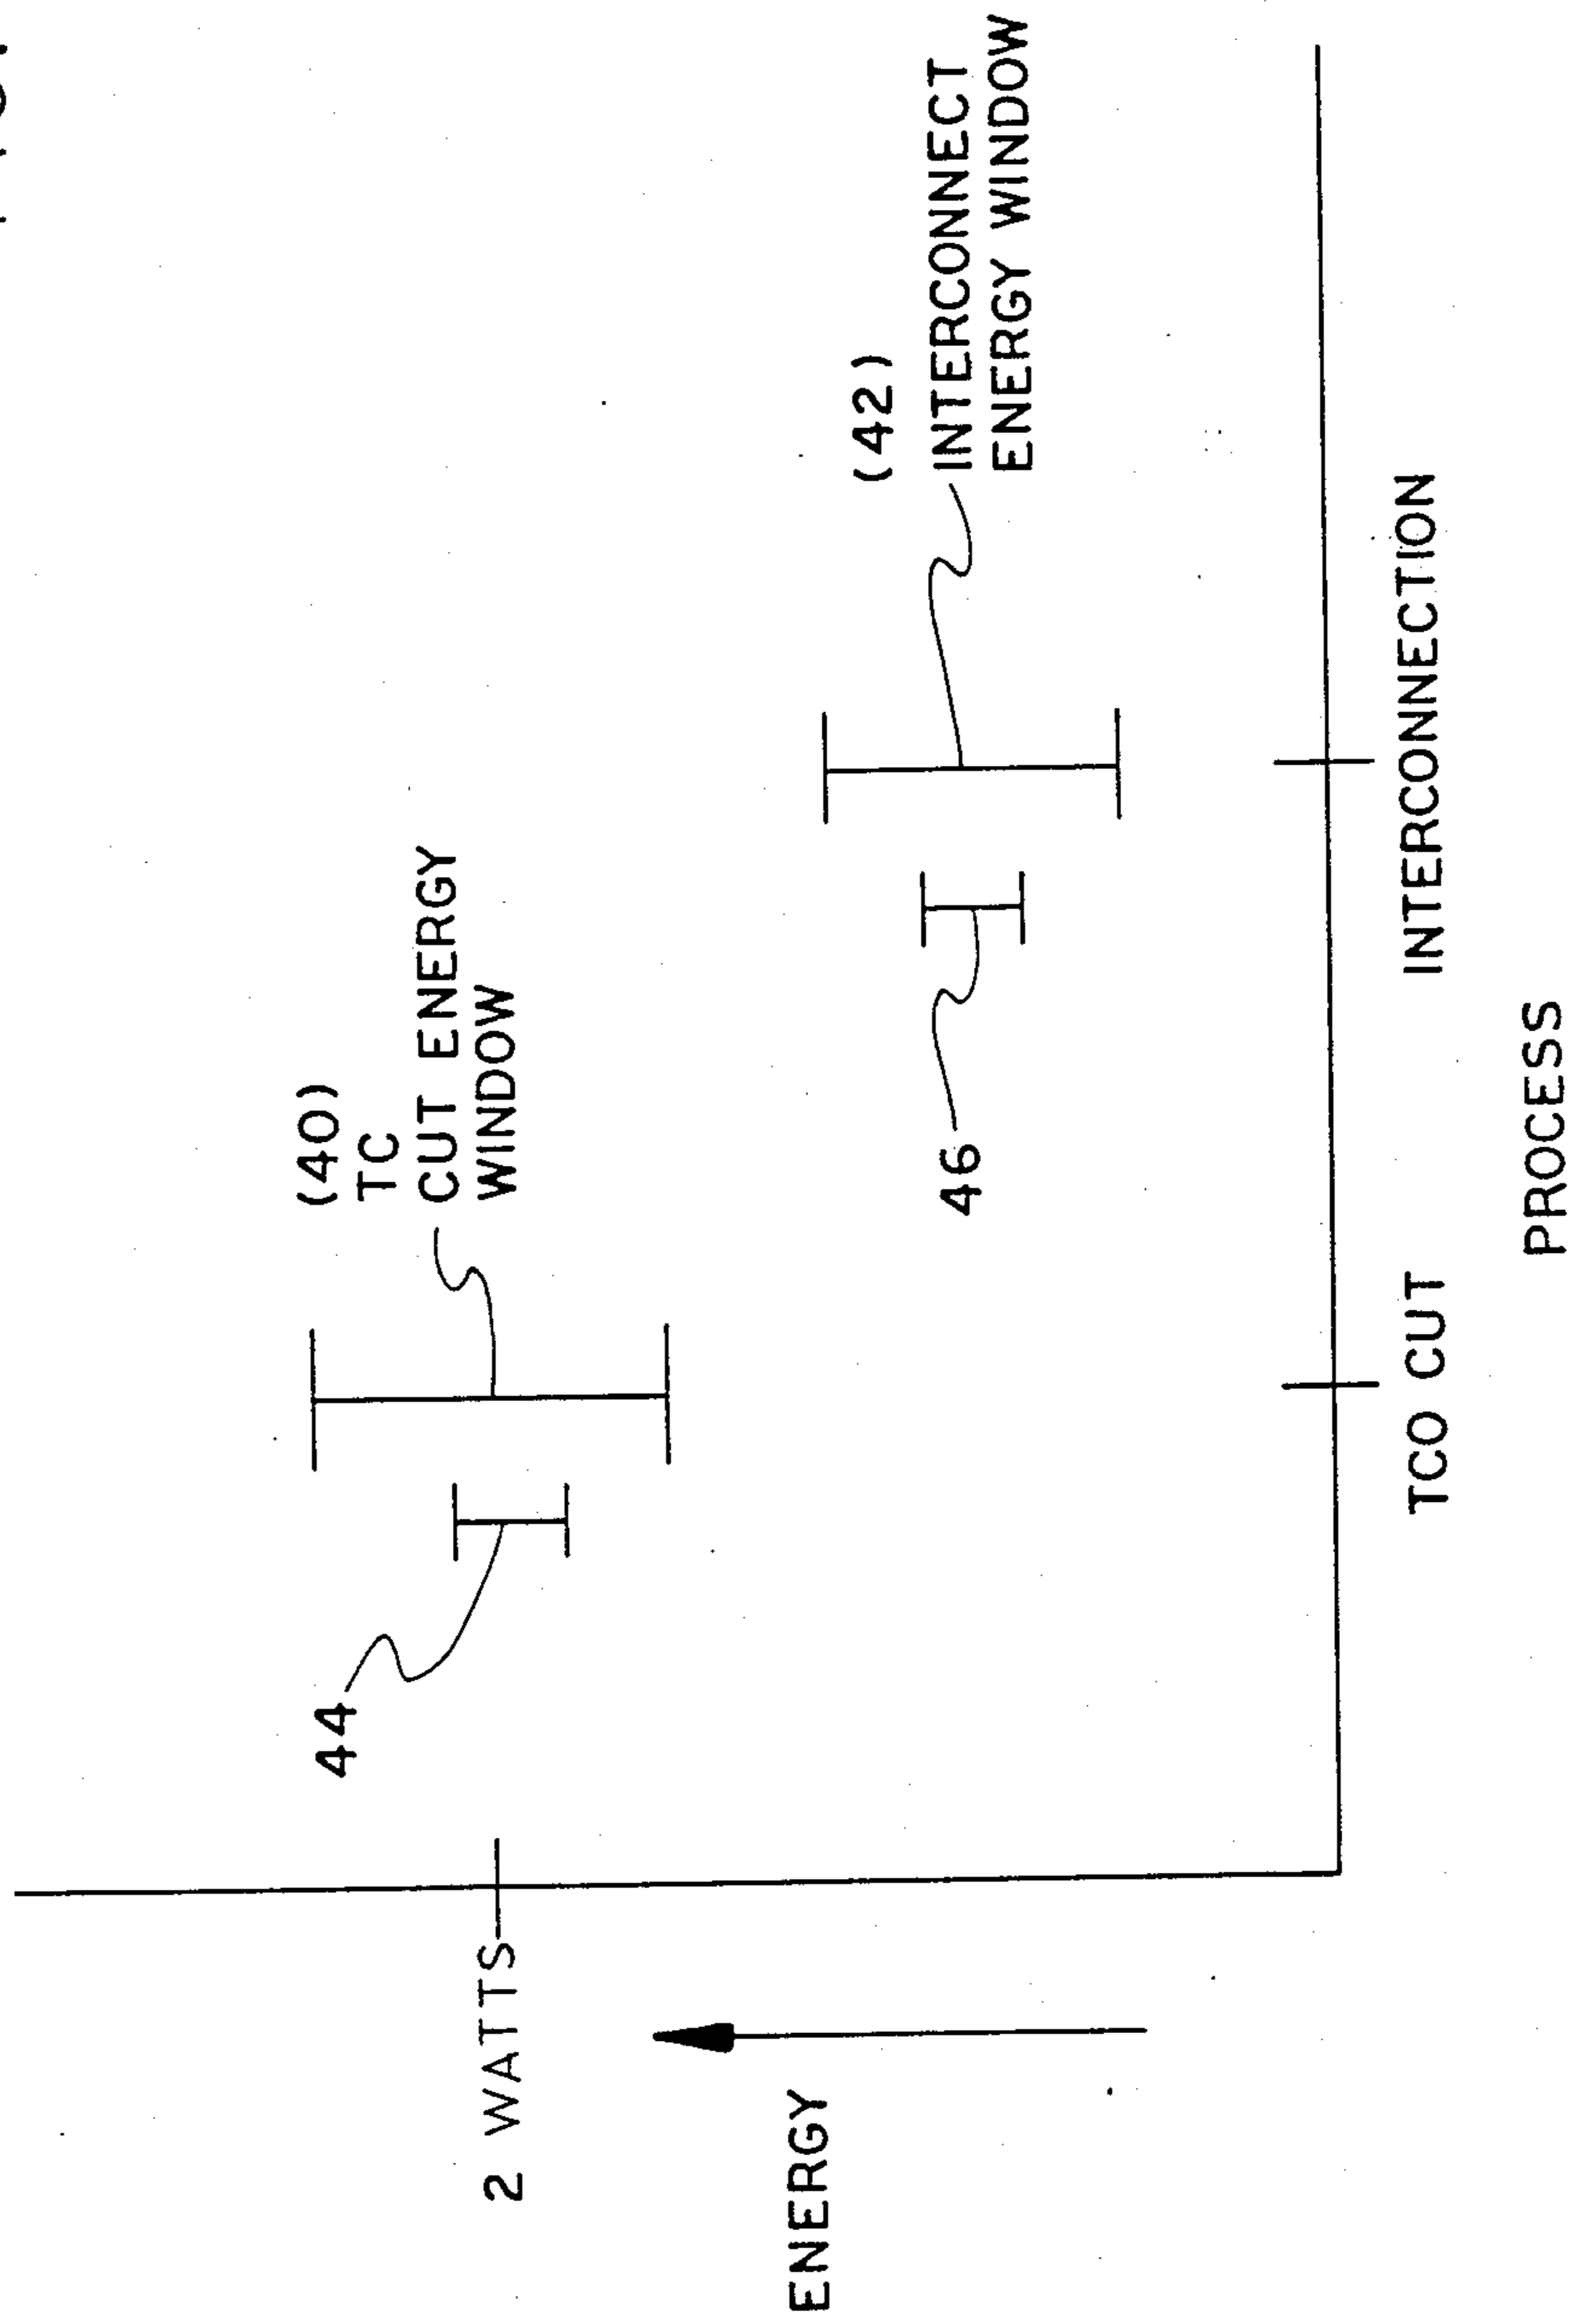 (40)
TC
CUT ENERGY
WINDOW
44
2 WATTS
(42)
INTERCONNECT
ENERGY WINDOW
46
ENERGY
TCO CUT
INTERCONNECTION
PROCESS